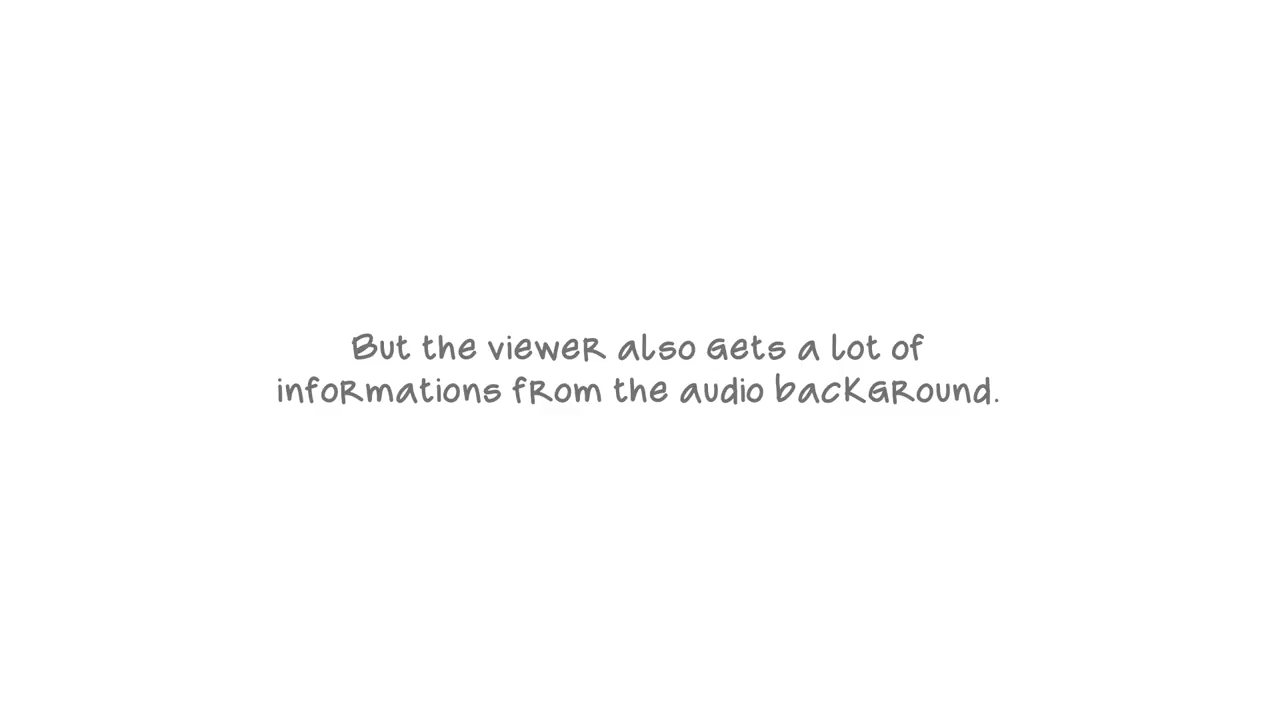 But the viewer also gets a lot of
informations from the audio background.